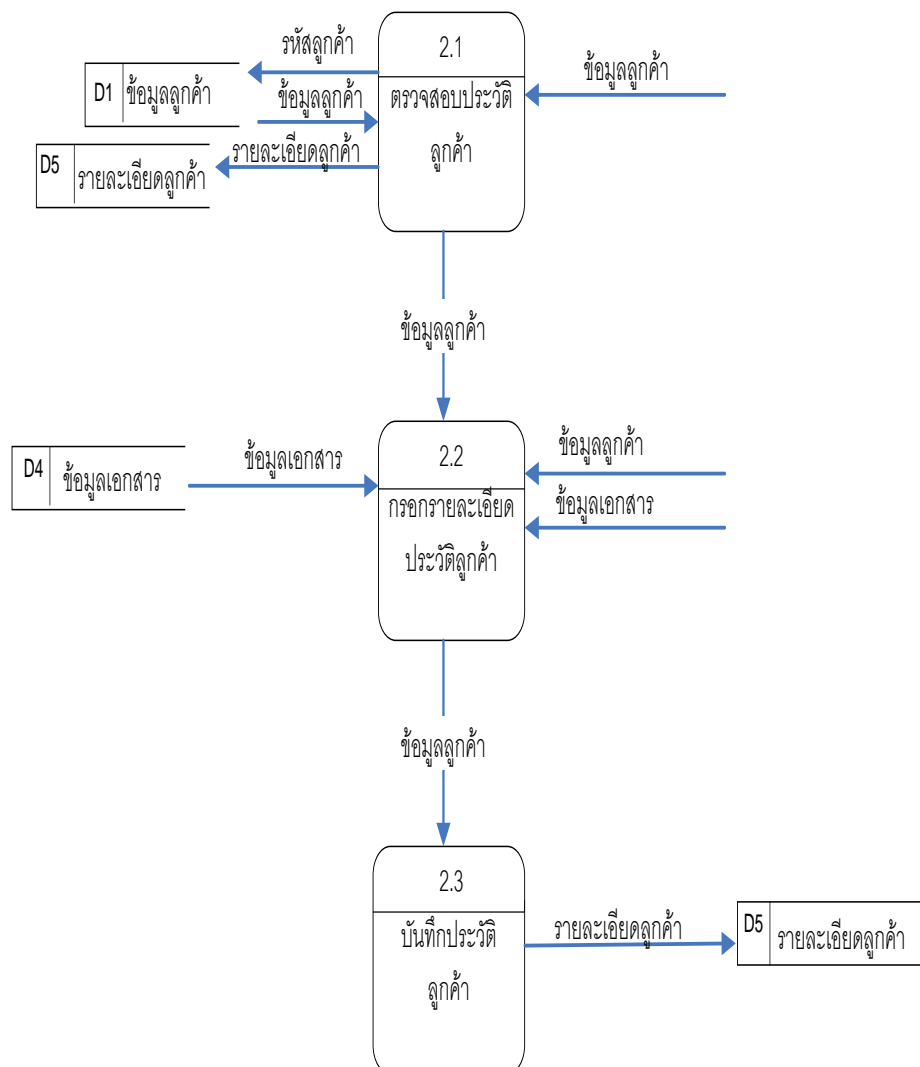 รหัสลูกค้า
2.1
ข้อมูลลูกค้า
D1 ข้อมูลลูกค้า
ข้อมูลลูกค้า
ตรวจสอบประวัติ
ลูกค้า
รายละเอียดลูกค้า
D5 รายละเอียดลูกค้า
ข้อมูลลูกค้า
2.2
ข้อมูลลูกค้า
D4 ข้อมูลเอกสาร
ข้อมูลเอกสาร
กรอกรายละเอียด
ประวัติลูกค้า
ข้อมูลเอกสาร
ข้อมูลลูกค้า
2.3
บันทึกประวัติ
ลูกค้า
รายละเอียดลูกค้า
D5 รายละเอียดลูกค้า